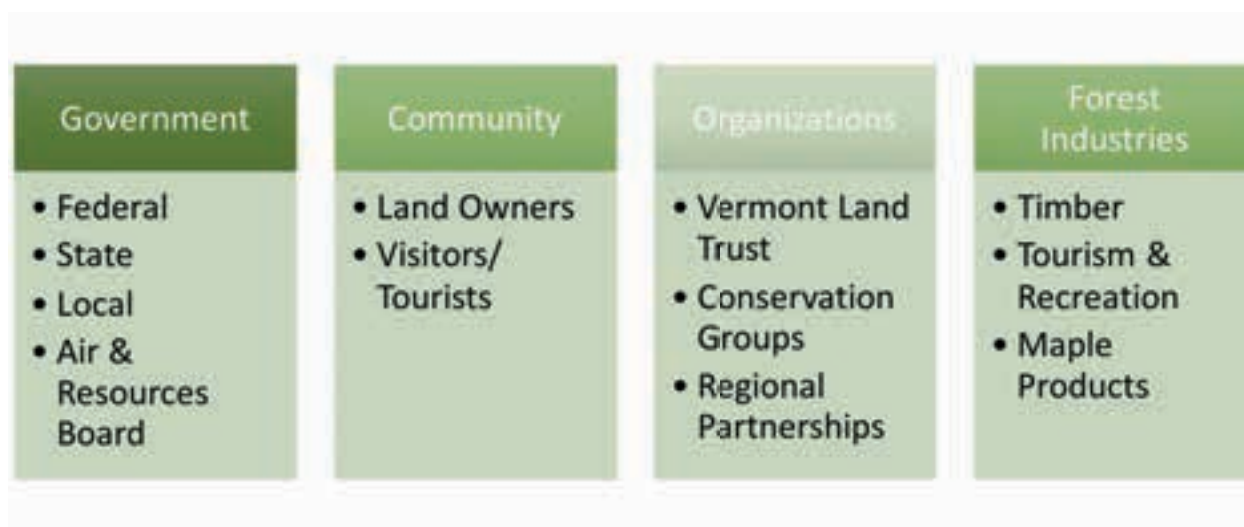 Government
• Federal
• State
• Local
• Air &
Resources
Board
Community
• Land Owners
• Visitors/
Tourists
Organizations
• Vermont Land
Trust
• Conservation
Groups
• Regional
Partnerships
Forest
Industries
• Timber
• Tourism &
Recreation
• Maple
Products